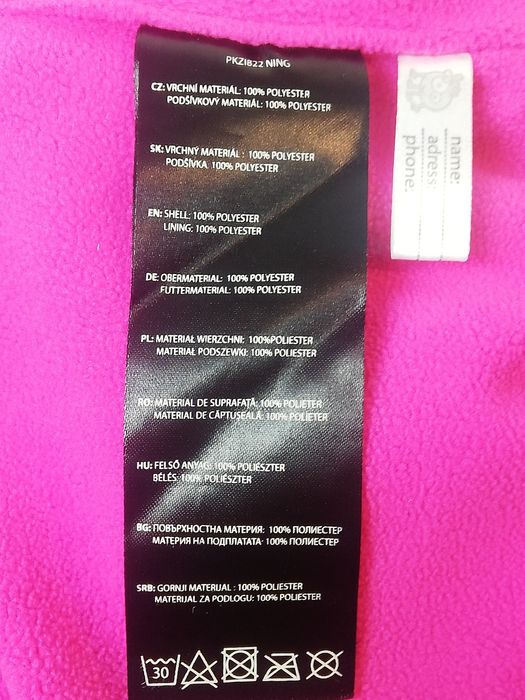 PKZIB22 NING
CZ: VRCHNÍ MATERIÁL: 100% POLYESTER
PODŠÍVKOVÝ MATERIÁL: 100% POLYESTER
SK: VRCHNÝ MATERIÁL : 100% POLYESTER
PODŠÍVKA: 100% POLYESTER
EN: SHELL: 100% POLYESTER
LINING: 100% POLYESTER
DE: OBERMATERIAL: 100% POLYESTER
FUTTERMATERIAL: 100% POLYESTER
PL: MATERIAŁ WIERZCHNI: 100%POLIESTER
MATERIAŁ PODSZEWKI: 100% POLIESTER
RO: MATERIAL DE SUPRAFAȚĂ: 100% POLIETER
MATERIAL DE CĂPTUȘEALĂ: 100% POLIETER
HU: FELSŐ ANYAG: 100% POLIÉSZTER
BÉLÉS: 100% POLIÉSZTER
BG: ПОВЪРХНОСТНА МАТЕРИЯ: 100% ПОЛИЕСТЕР
МАТЕРИЯ НА ПОДПЛАТАТА: 100% ПОЛИЕСТЕР
SRB: GORNJI MATERIJAL : 100% POLIESTER
MATERIJAL ZA PODLOGU: 100% POLIESTER
30
name:
adress:
phone: